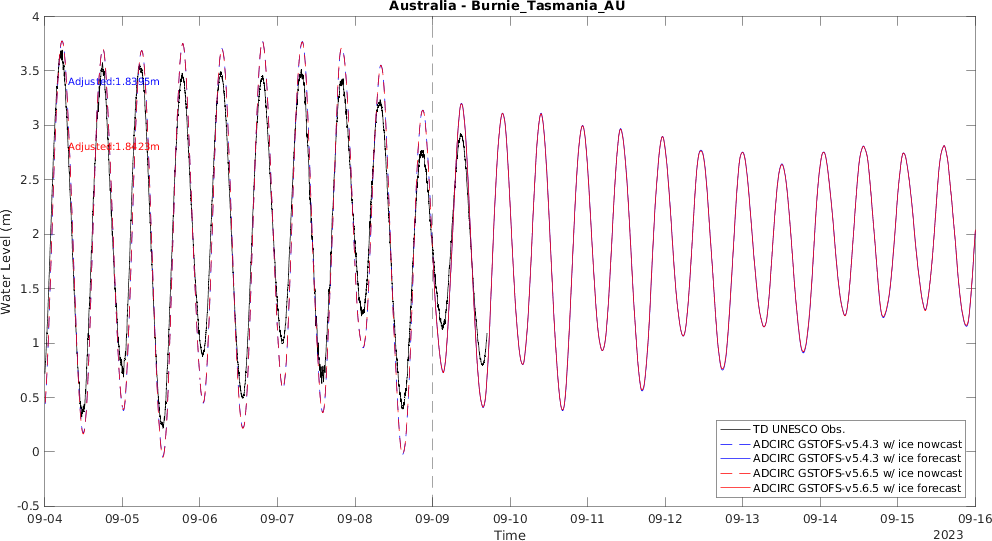 Australia - Burnie_Tasmania_AU
Water Level (m)
4
3.5
3
2.5
2
1.5
1
0.5
0
-0.5
Adjusted:1.8395m
Adjusted:1.8423m
TD UNESCO Obs.
ADCIRC GSTOFS-v5.4.3 w/ ice nowcast
ADCIRC GSTOFS-v5.4.3 w/ ice forecast
ADCIRC GSTOFS-v5.6.5 w/ ice nowcast
ADCIRC GSTOFS-v5.6.5 w/ ice forecast
09-04 09-05 09-06 09-07 09-08 09-09 09-10 09-11 09-12 09-13 09-14 09-15 09-16
Time
2023